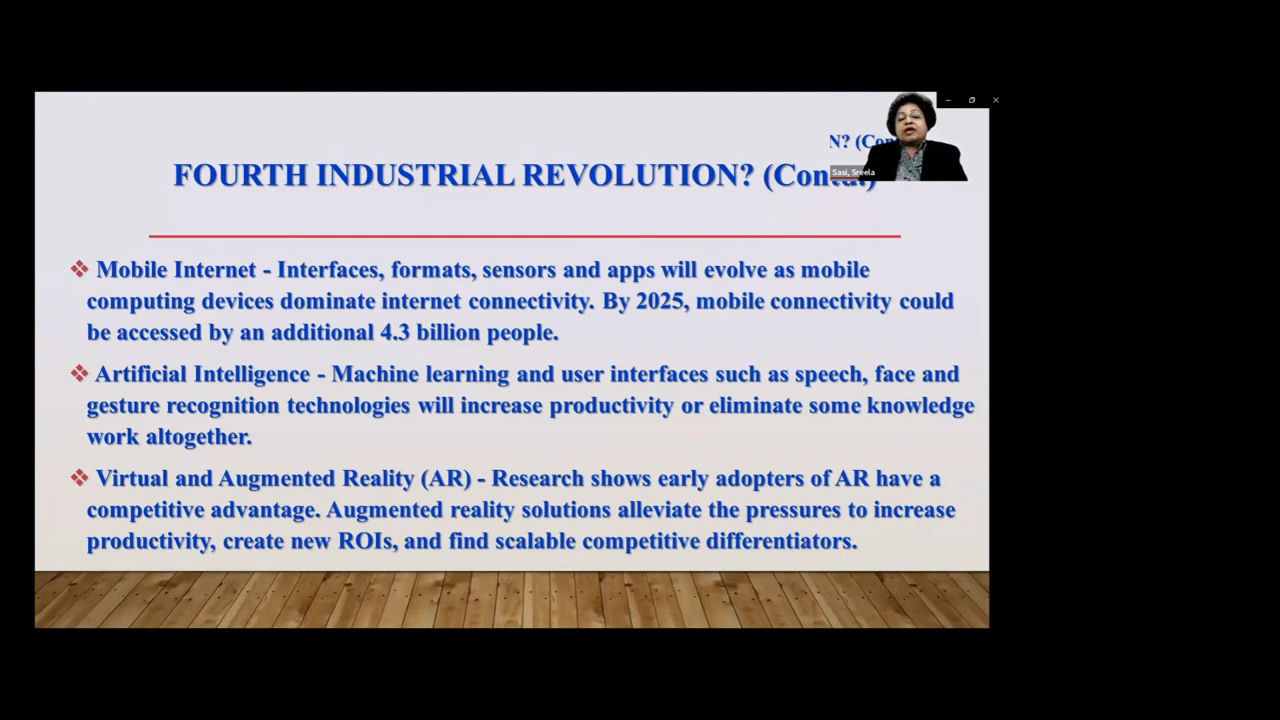 N? (Con
FOURTH INDUSTRIAL REVOLUTION? (Contd.)
Sasi, Sreela
❖ Mobile Internet - Interfaces, formats, sensors and apps will evolve as mobile
computing devices dominate internet connectivity. By 2025, mobile connectivity could
be accessed by an additional 4.3 billion people.
❖ Artificial Intelligence - Machine learning and user interfaces such as speech, face and
gesture recognition technologies will increase productivity or eliminate some knowledge
work altogether.
❖ Virtual and Augmented Reality (AR) - Research shows early adopters of AR have a
competitive advantage. Augmented reality solutions alleviate the pressures to increase
productivity, create new ROIs, and find scalable competitive differentiators.